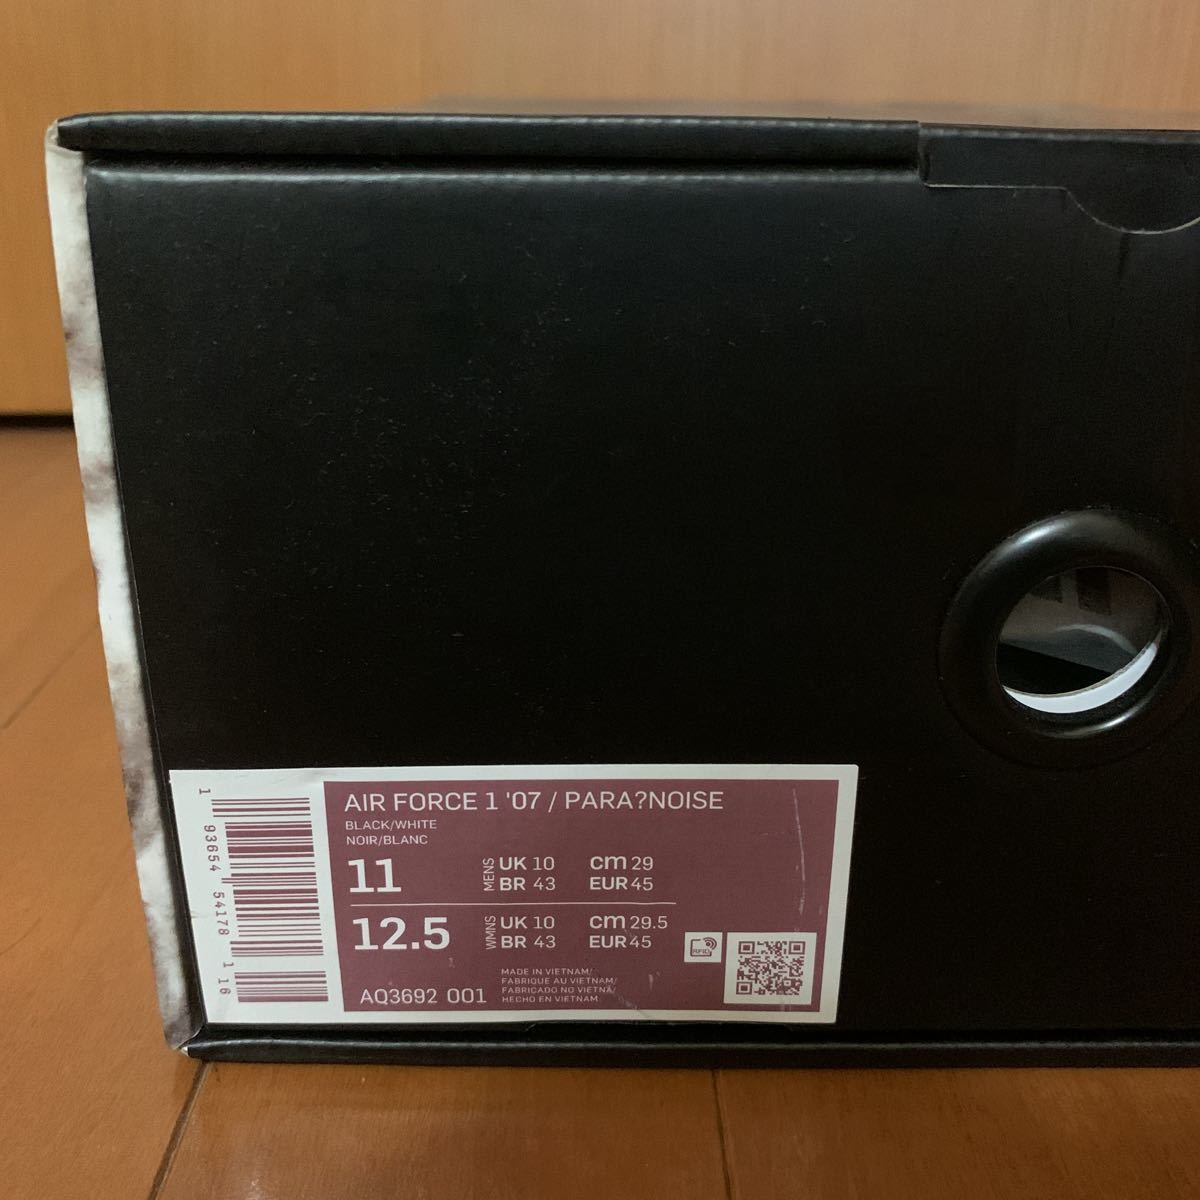 AIR FORCE 1 '07 / PARA?NOISE
BLACK/WHITE
NOIR/BLANC
11 MENS UK 10 cm 29
BR 43 EUR 45
12.5 WMNS UK 10 cm 29.5
BR 43 EUR 45
RFID
MADE IN VIETNAM/
FABRIQUE AU VIETNAM/
FABRICADO NO VIETNA/
HECHO EN VIETNAM
AQ3692 001
1 93654 54178 1 16